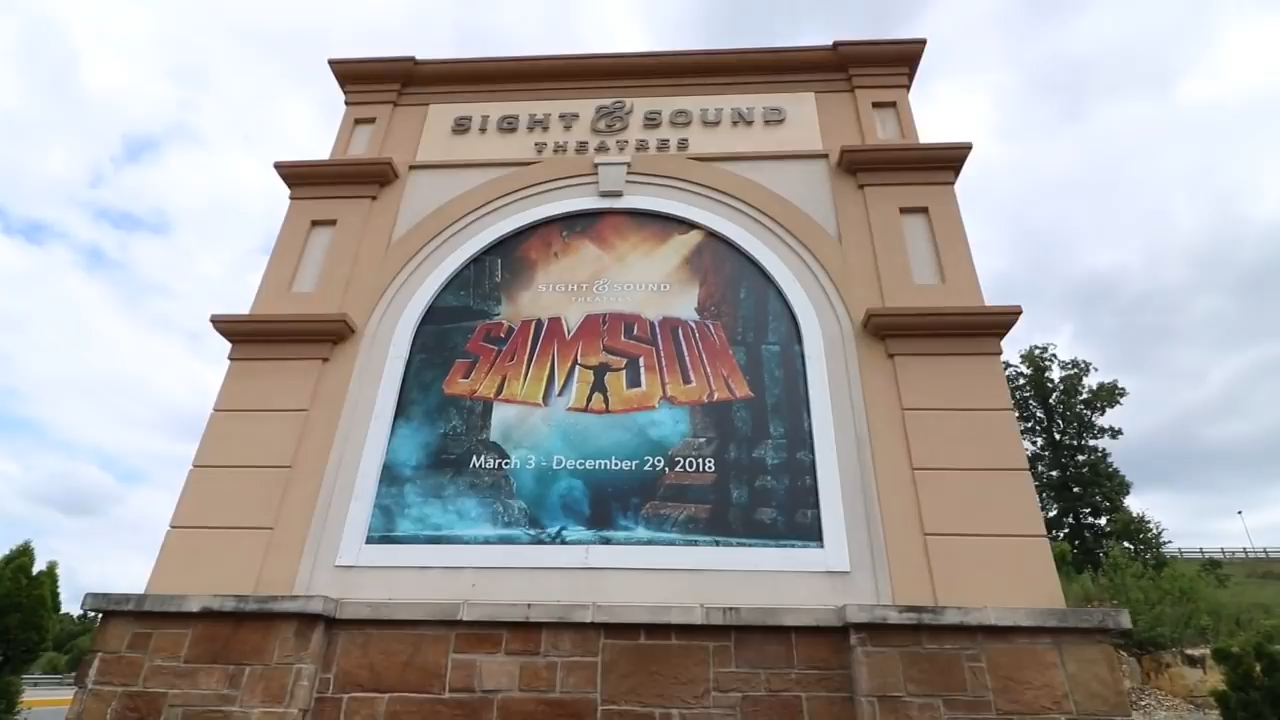 SIGHT & SOUND
THEATRES
SIGHT & SOUND
THEATRES
SAMSON
March 3 - December 29, 2018